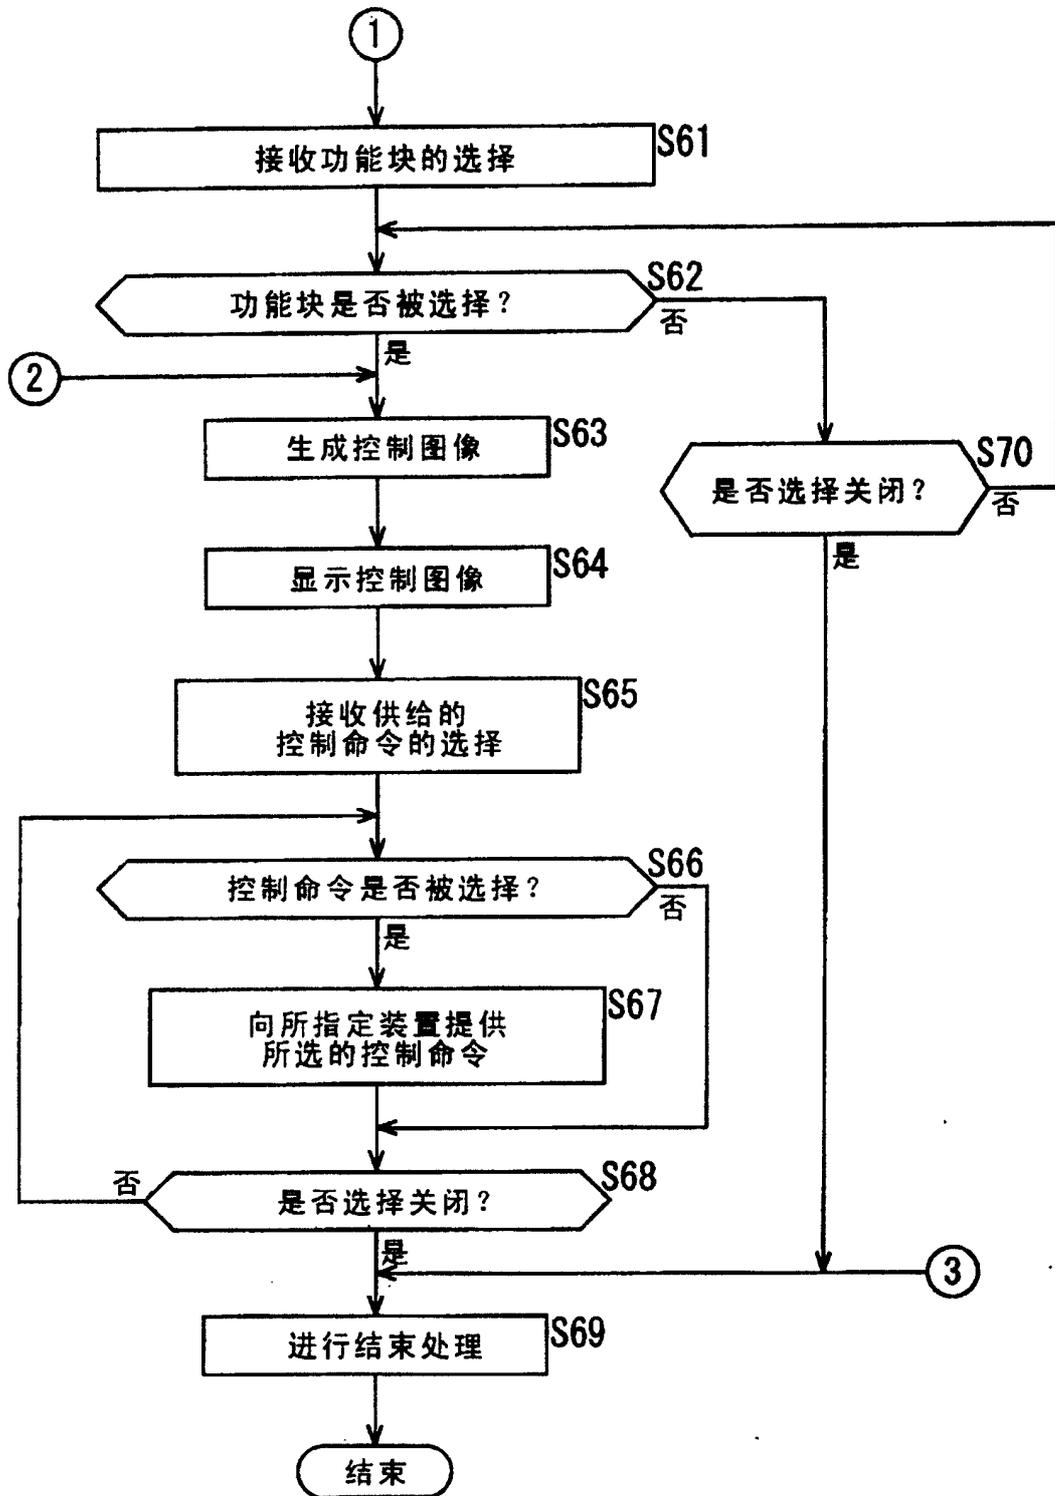 1
接收功能块的选择
S61
功能块是否被选择?
S62
否
是
2
生成控制图像
S63
是否选择关闭?
S70
否
是
显示控制图像
S64
接收供给的
控制命令的选择
S65
控制命令是否被选择?
S66
否
是
向所指定装置提供
所选的控制命令
S67
否
是否选择关闭?
S68
是
3
进行结束处理
S69
结束